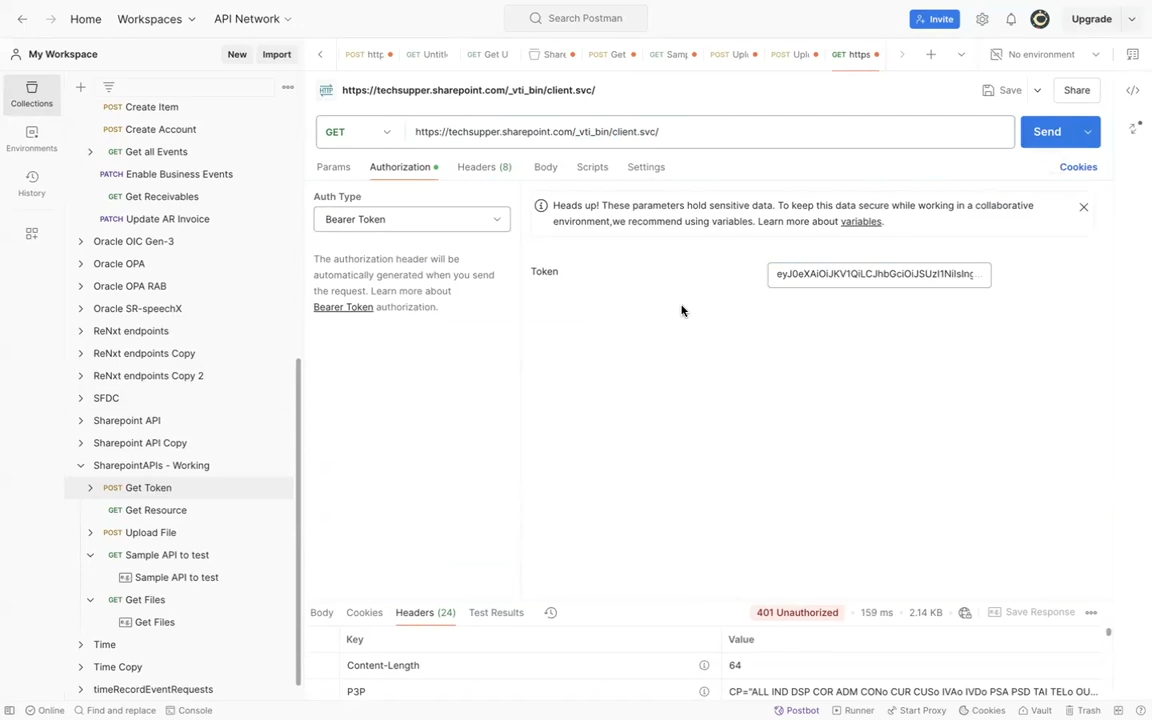 Home Workspaces API Network Search Postman Invite Upgrade
My Workspace New Import POST http Untitl GET Get U Share POST Get GET Samp POST Uplo POST Uplo GET https No environment
Collections
Environments
History
POST Create Item
POST Create Account
GET Get all Events
PATCH Enable Business Events
GET Get Receivables
PATCH Update AR Invoice
Oracle OIC Gen-3
Oracle OPA
Oracle OPA RAB
Oracle SR-speechX
ReNxt endpoints
ReNxt endpoints Copy
ReNxt endpoints Copy 2
SFDC
Sharepoint API
Sharepoint API Copy
SharepointAPIs - Working
POST Get Token
GET Get Resource
POST Upload File
GET Sample API to test
Sample API to test
GET Get Files
Get Files
Time
Time Copy
timeRecordEventRequests
HTTP https://techsupper.sharepoint.com/_vti_bin/client.svc/ Save Share
GET https://techsupper.sharepoint.com/_vti_bin/client.svc/ Send
Params Authorization Headers (8) Body Scripts Settings Cookies
Auth Type
Bearer Token
The authorization header will be
automatically generated when you send
the request. Learn more about
Bearer Token authorization.
Heads up! These parameters hold sensitive data. To keep this data secure while working in a collaborative
environment,we recommend using variables. Learn more about variables.
Token
Body Cookies Headers (24) Test Results 401 Unauthorized 159 ms 2.14 KB Save Response
Key Value
Content-Length 64
P3P CP="ALL IND DSP COR ADM CONo CUR CUSo IVAo IVDo PSA PSD TAI TELo OU...
Online Find and replace Console Postbot Runner Start Proxy Cookies Vault Trash